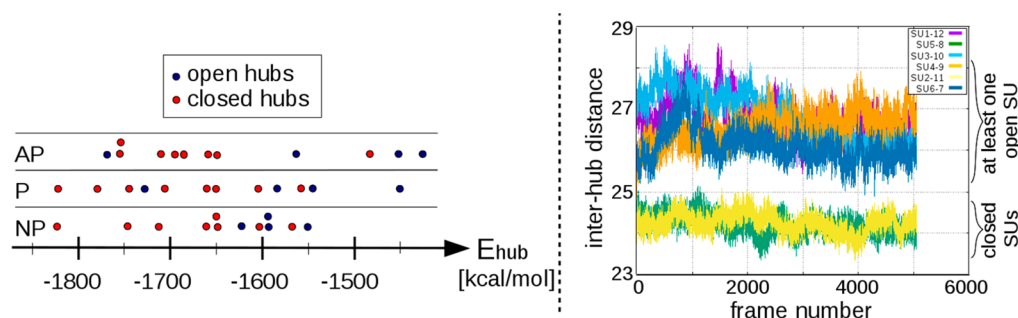 open hubs
closed hubs
AP
P
NP
-1800
-1700
-1600
-1500
Ehub
[kcal/mol]
29
27
25
23
inter-hub distance
0
2000
4000
6000
frame number
SU1-12
SU5-8
SU3-10
SU4-9
SU2-11
SU6-7
at least one
open SU
closed
SUs